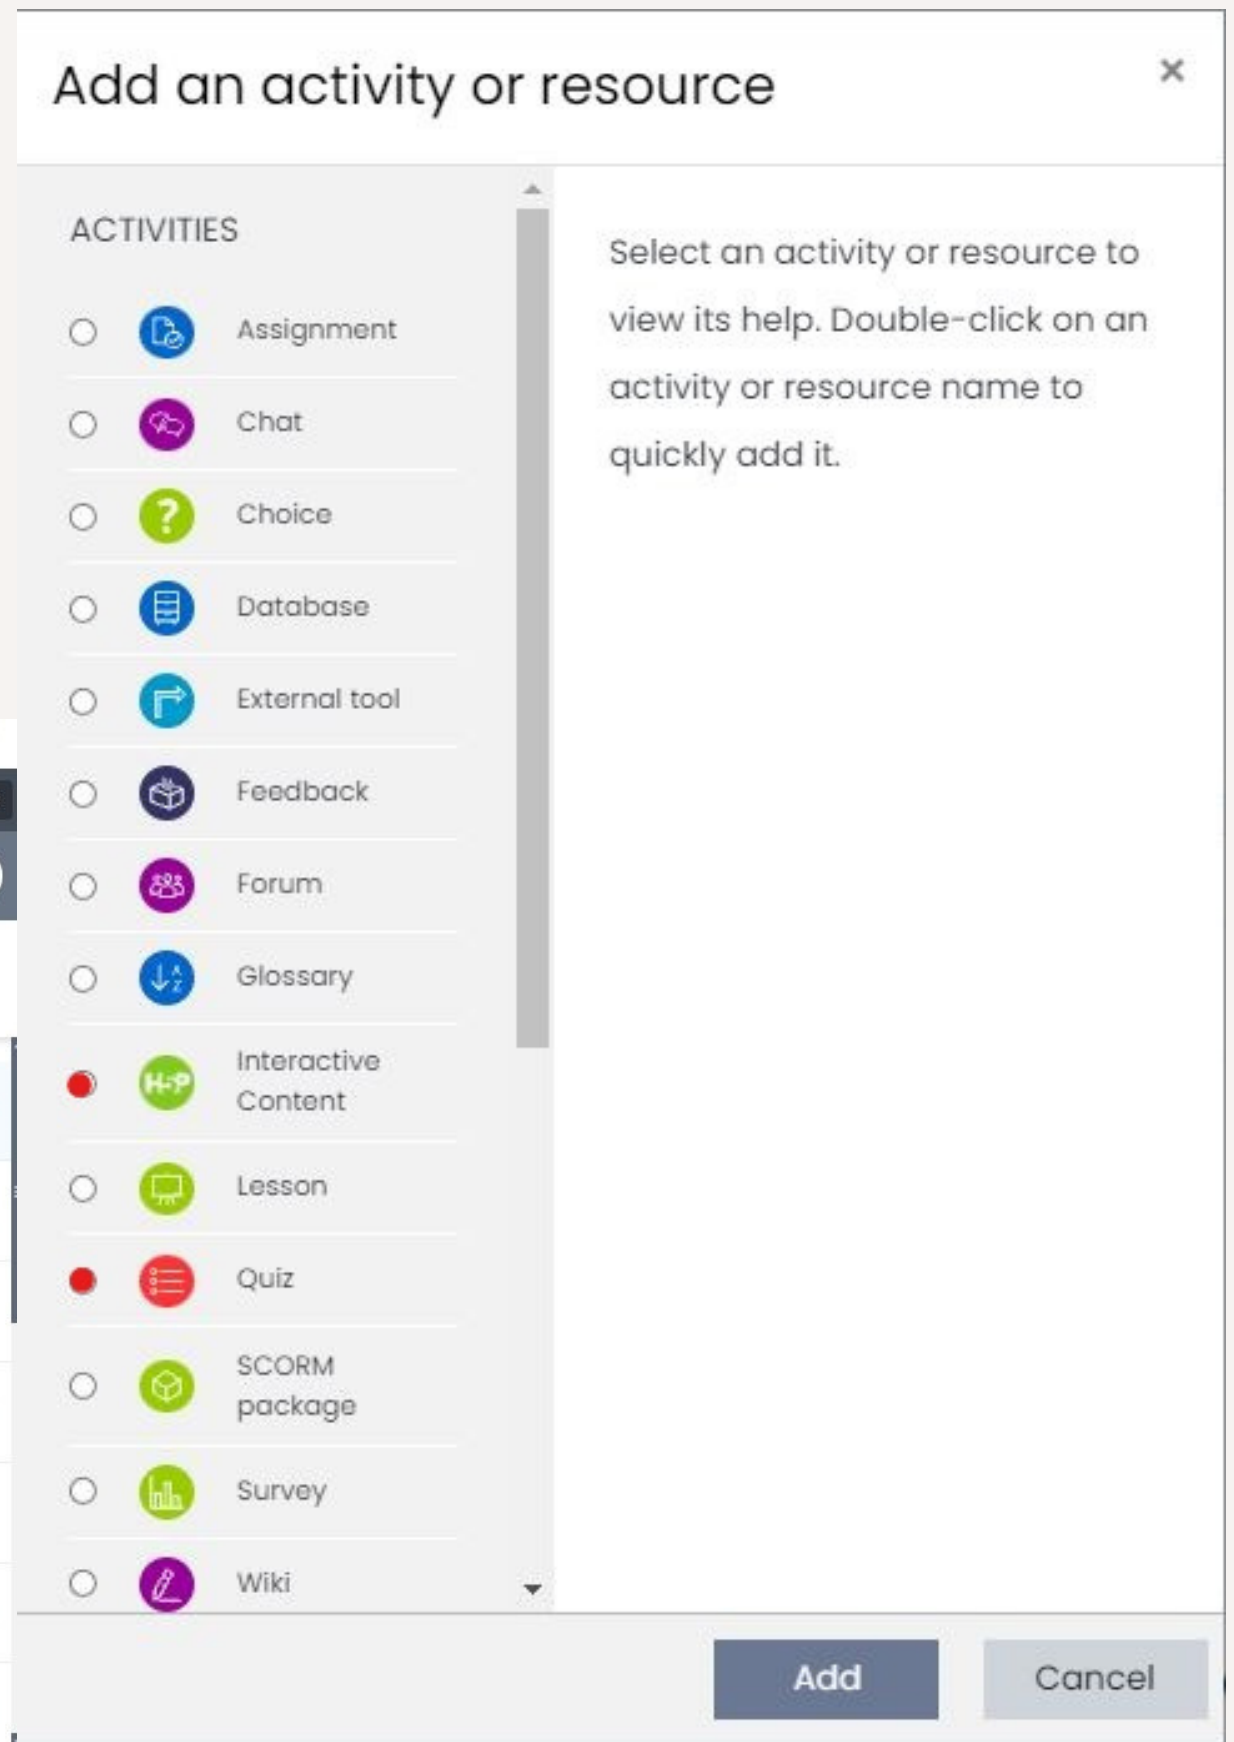 Add an activity or resource
×
ACTIVITIES
Assignment
Chat
Choice
Database
External tool
Feedback
Forum
Glossary
H-P
Interactive
Content
Lesson
Quiz
SCORM
package
Survey
Wiki
Select an activity or resource to
view its help. Double-click on an
activity or resource name to
quickly add it.
Add
Cancel